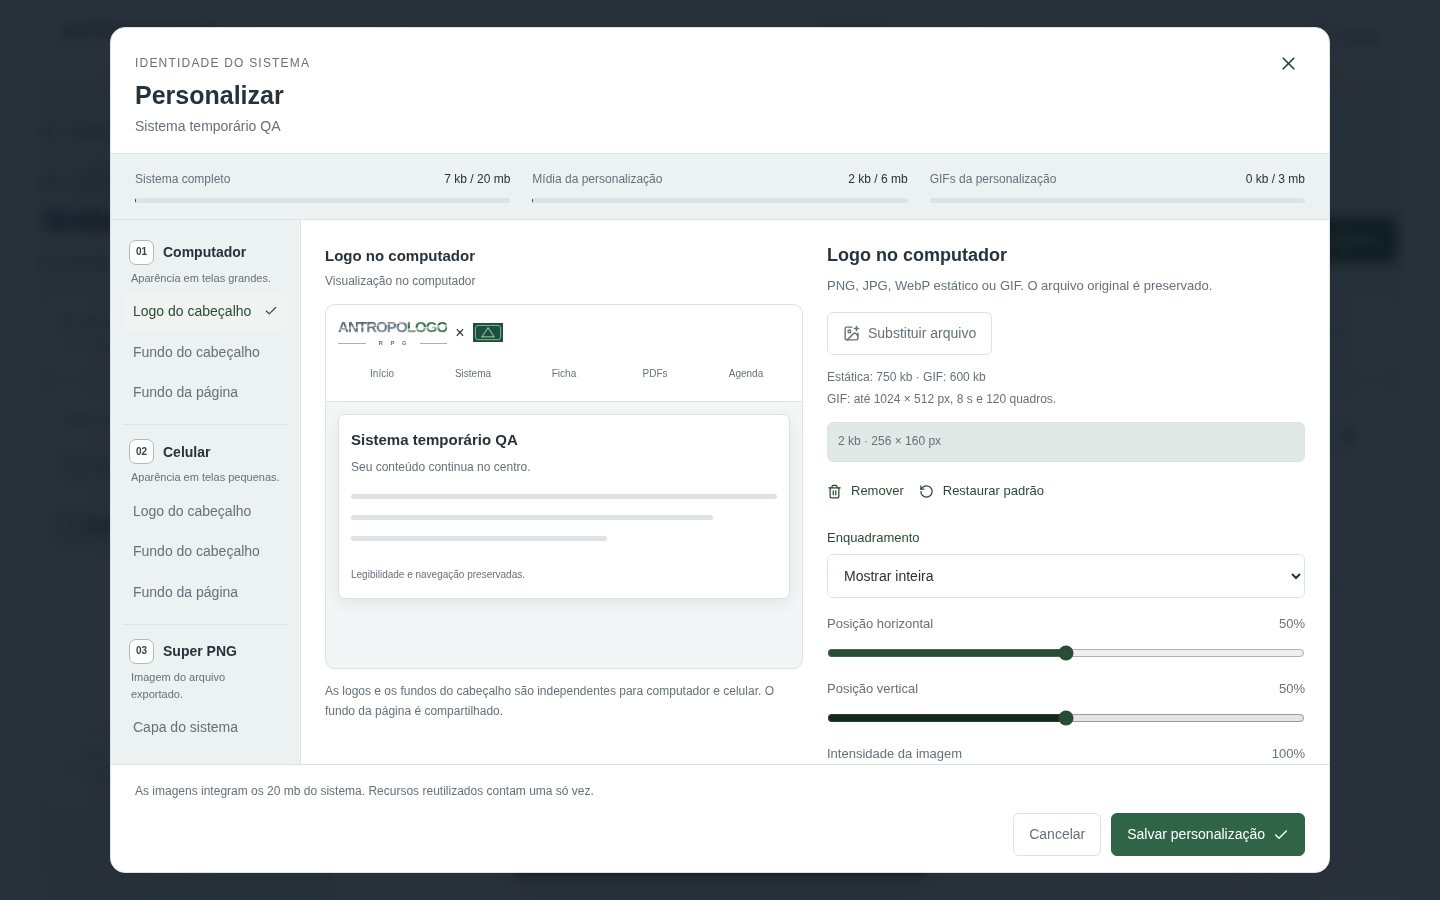 IDENTIDADE DO SISTEMA
Personalizar
Sistema temporário QA
Sistema completo 7 kb / 20 mb
Mídia da personalização 2 kb / 6 mb
GIFs da personalização 0 kb / 3 mb
01 Computador
Aparência em telas grandes.
Logo do cabeçalho
Fundo do cabeçalho
Fundo da página
02 Celular
Aparência em telas pequenas.
Logo do cabeçalho
Fundo do cabeçalho
Fundo da página
03 Super PNG
Imagem do arquivo
exportado.
Capa do sistema
Logo no computador
Visualização no computador
ANTROPOLOGO ×
RPG
Início Sistema Ficha PDFs Agenda
Sistema temporário QA
Seu conteúdo continua no centro.
Legibilidade e navegação preservadas.
As logos e os fundos do cabeçalho são independentes para computador e celular. O
fundo da página é compartilhado.
Logo no computador
PNG, JPG, WebP estático ou GIF. O arquivo original é preservado.
Substituir arquivo
Estática: 750 kb · GIF: 600 kb
GIF: até 1024 × 512 px, 8 s e 120 quadros.
2 kb · 256 × 160 px
Remover Restaurar padrão
Enquadramento
Mostrar inteira
Posição horizontal 50%
Posição vertical 50%
Intensidade da imagem 100%
As imagens integram os 20 mb do sistema. Recursos reutilizados contam uma só vez.
Cancelar Salvar personalização